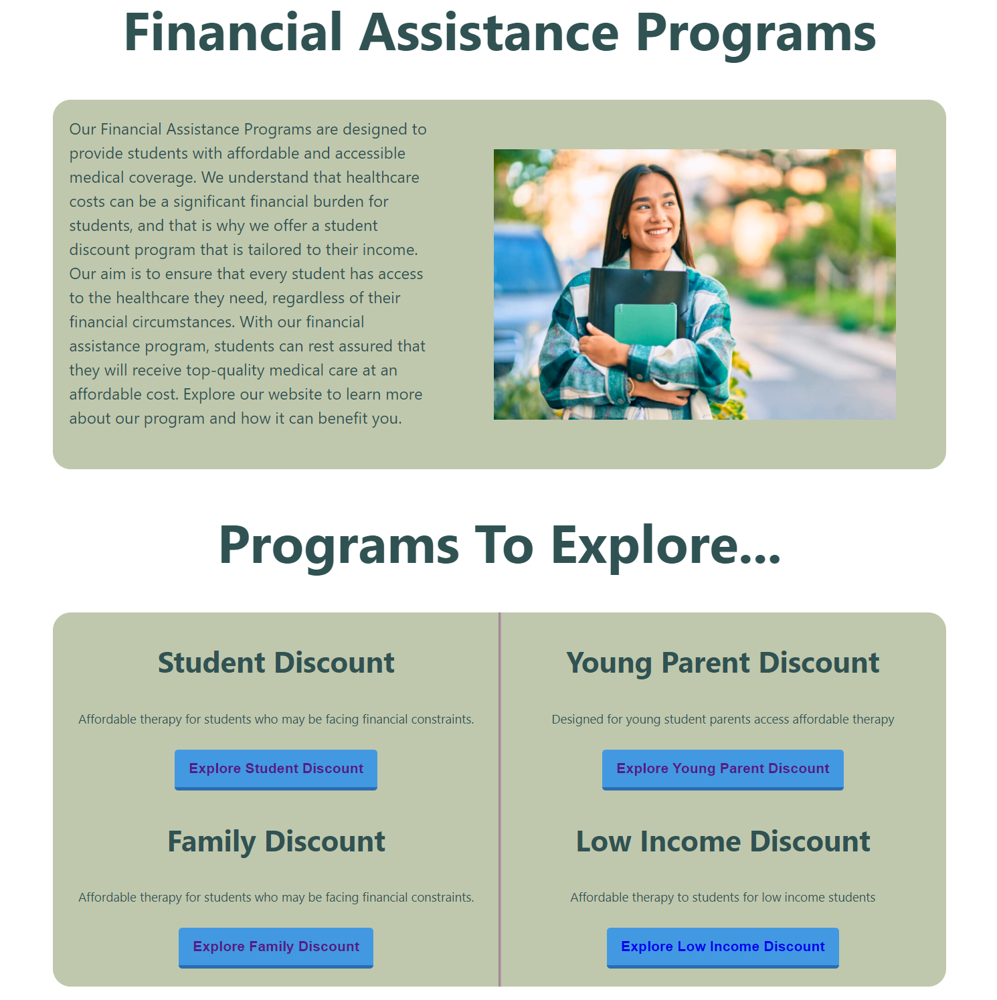 Financial Assistance Programs
Our Financial Assistance Programs are designed to
provide students with affordable and accessible
medical coverage. We understand that healthcare
costs can be a significant financial burden for
students, and that is why we offer a student
discount program that is tailored to their income.
Our aim is to ensure that every student has access
to the healthcare they need, regardless of their
financial circumstances. With our financial
assistance program, students can rest assured that
they will receive top-quality medical care at an
affordable cost. Explore our website to learn more
about our program and how it can benefit you.
Programs To Explore...
Student Discount
Affordable therapy for students who may be facing financial constraints.
Explore Student Discount
Young Parent Discount
Designed for young student parents access affordable therapy
Explore Young Parent Discount
Family Discount
Affordable therapy for students who may be facing financial constraints.
Explore Family Discount
Low Income Discount
Affordable therapy to students for low income students
Explore Low Income Discount